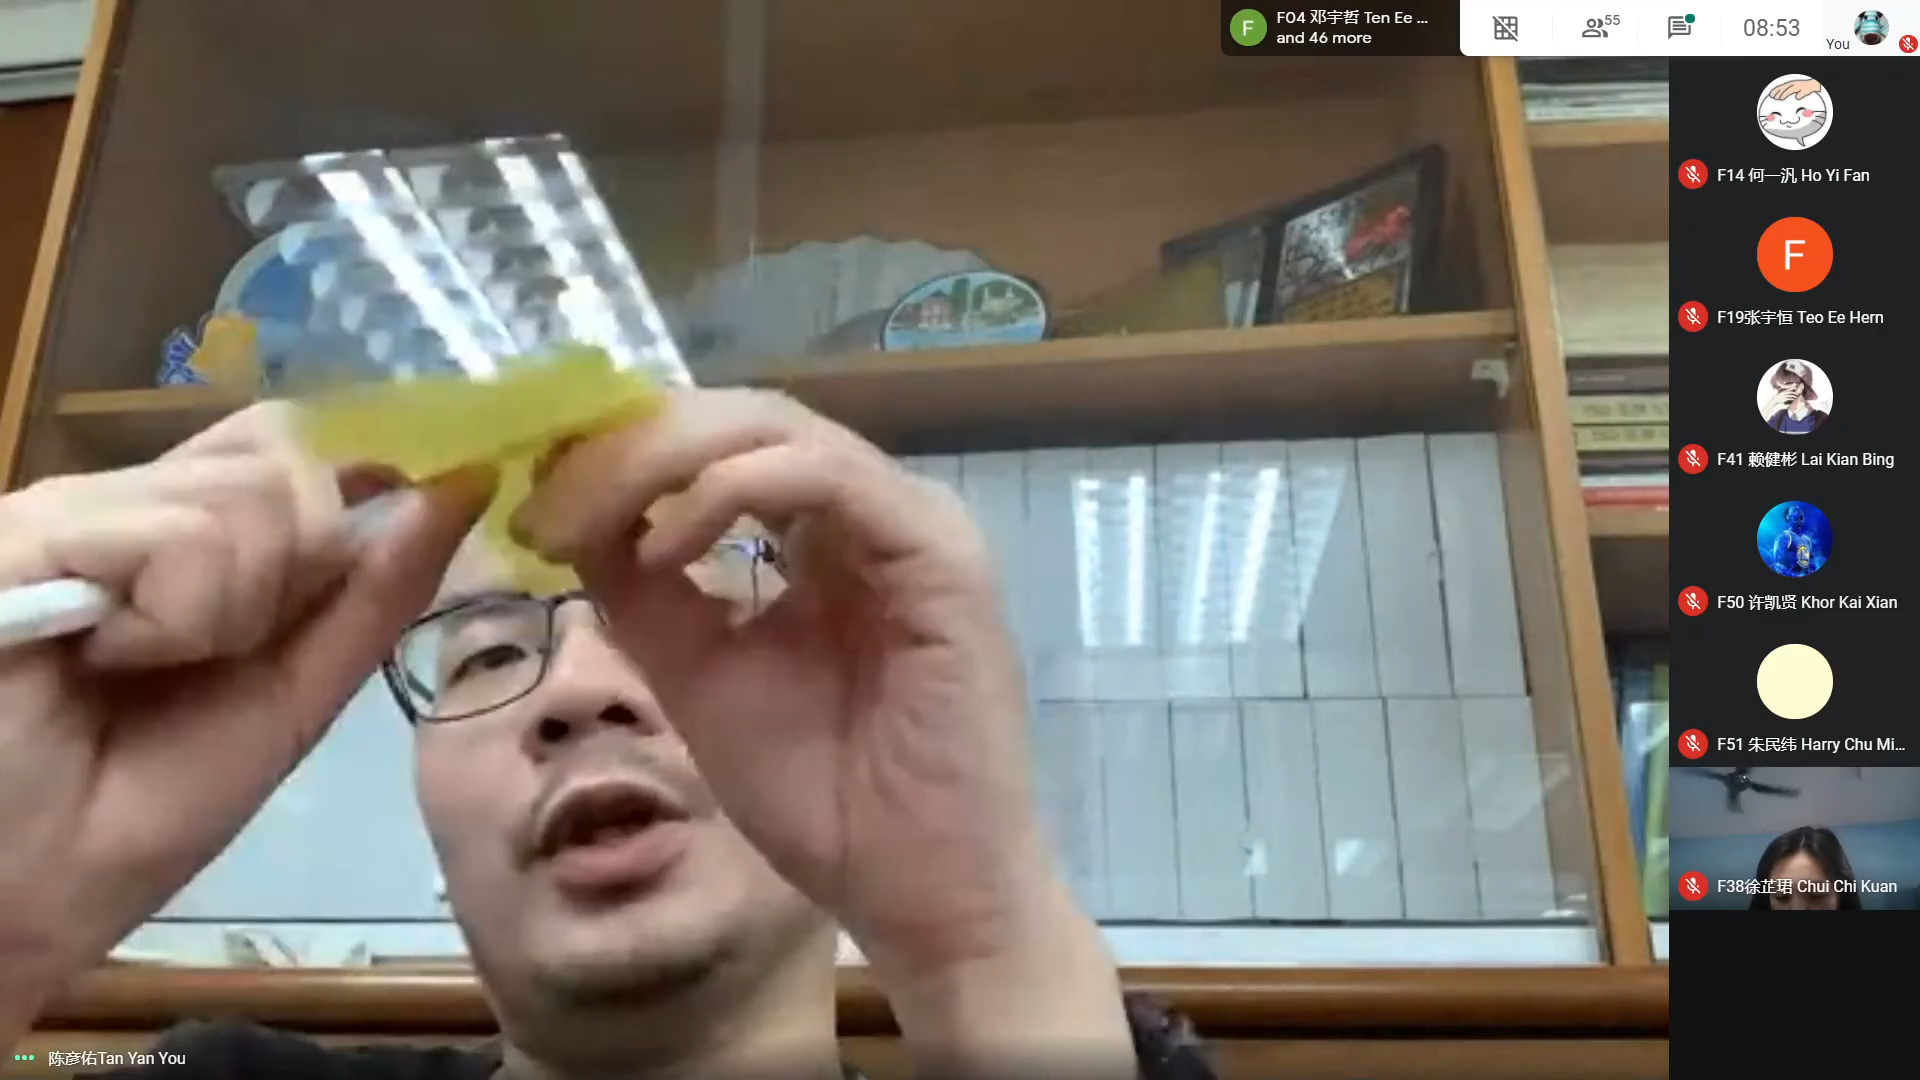 F04 邓宇哲 Ten Ee ...
and 46 more
F
55
08:53
You
F14 何一汎 Ho Yi Fan
F
F19张宇恒 Teo Ee Hern
F41 赖健彬 Lai Kian Bing
F50 许凯贤 Khor Kai Xian
F51 朱民纬 Harry Chu Mi...
F38徐芷珺 Chui Chi Kuan
陈彦佑Tan Yan You